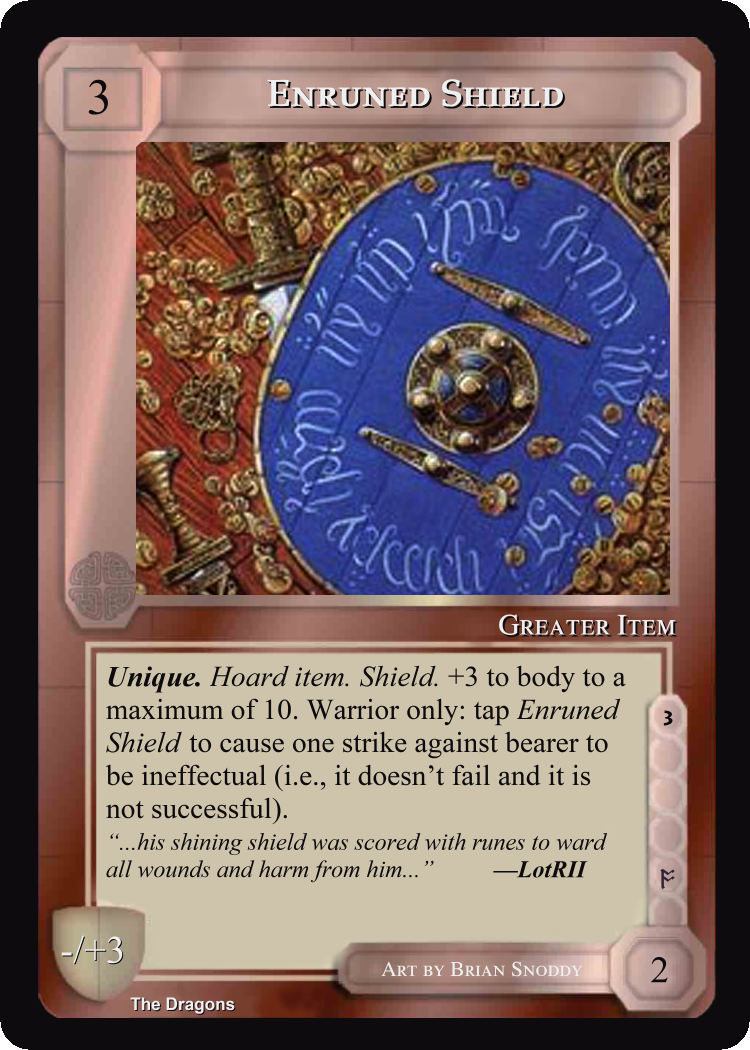 3
ENRUNED SHIELD
GREATER ITEM
Unique. Hoard item. Shield. +3 to body to a
maximum of 10. Warrior only: tap Enruned
Shield to cause one strike against bearer to
be ineffectual (i.e., it doesn't fail and it is
not successful).
"...his shining shield was scored with runes to ward
all wounds and harm from him..." —LotRII
3
-/+3
ART BY BRIAN SNODDY
2
The Dragons